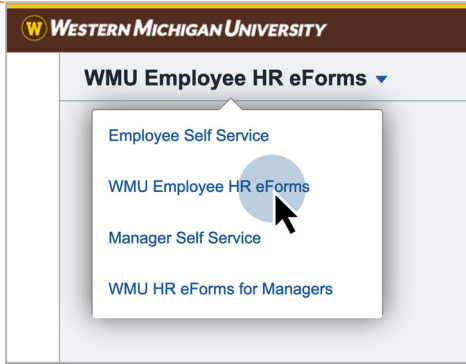 W WESTERN MICHIGAN UNIVERSITY
WMU Employee HR eForms
Employee Self Service
WMU Employee HR eForms
Manager Self Service
WMU HR eForms for Managers